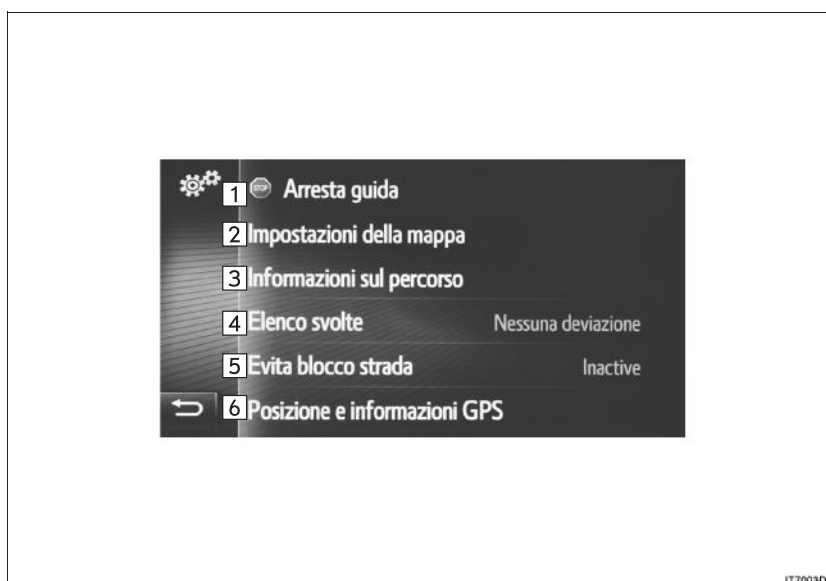 1 STOP Arresta guida
2 Impostazioni della mappa
3 Informazioni sul percorso
4 Elenco svolte Nessuna deviazione
5 Evita blocco strada Inactive
6 Posizione e informazioni GPS